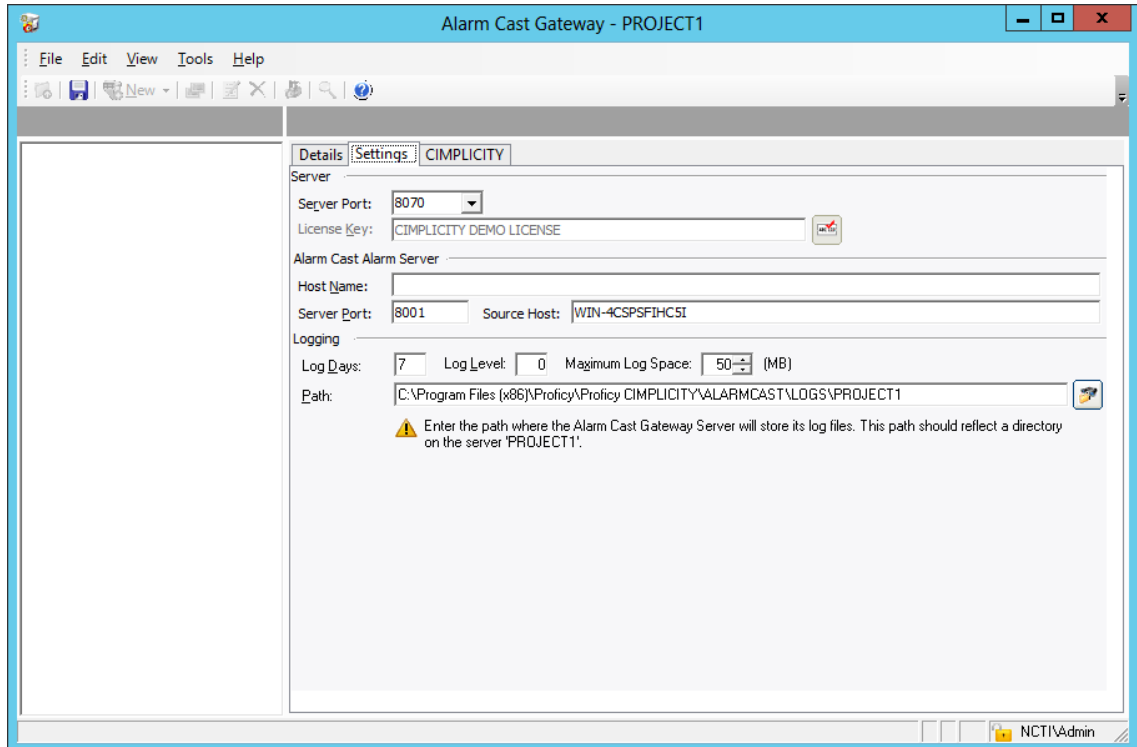 Alarm Cast Gateway - PROJECT1
File Edit View Tools Help
New
Details Settings CIMPLICITY
Server
Server Port: 8070
License Key: CIMPLICITY DEMO LICENSE
Alarm Cast Alarm Server
Host Name:
Server Port: 8001 Source Host: WIN-4CSPSFIHC5I
Logging
Log Days: 7 Log Level: 0 Maximum Log Space: 50 (MB)
Path: C:\Program Files (x86)\Proficy\Proficy CIMPLICITY\ALARMCAST\LOGS\PROJECT1
Enter the path where the Alarm Cast Gateway Server will store its log files. This path should reflect a directory
on the server 'PROJECT1'.
NCTI\Admin